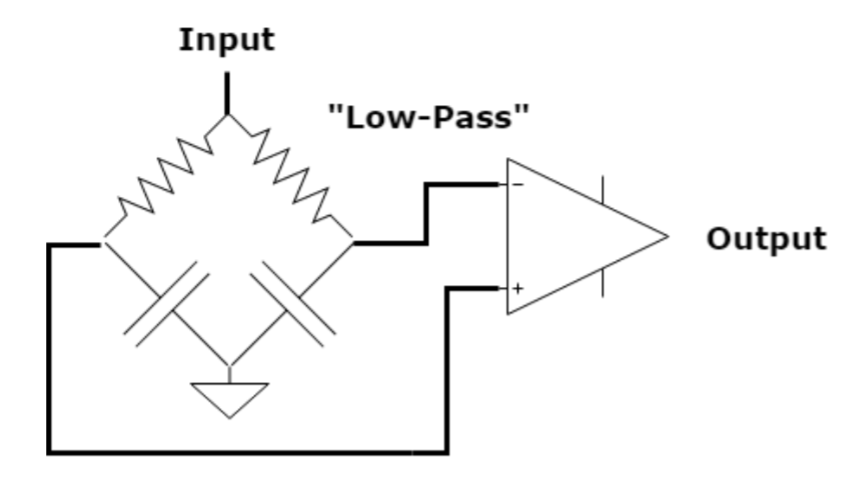 Input
"Low-Pass"
−
+
Output